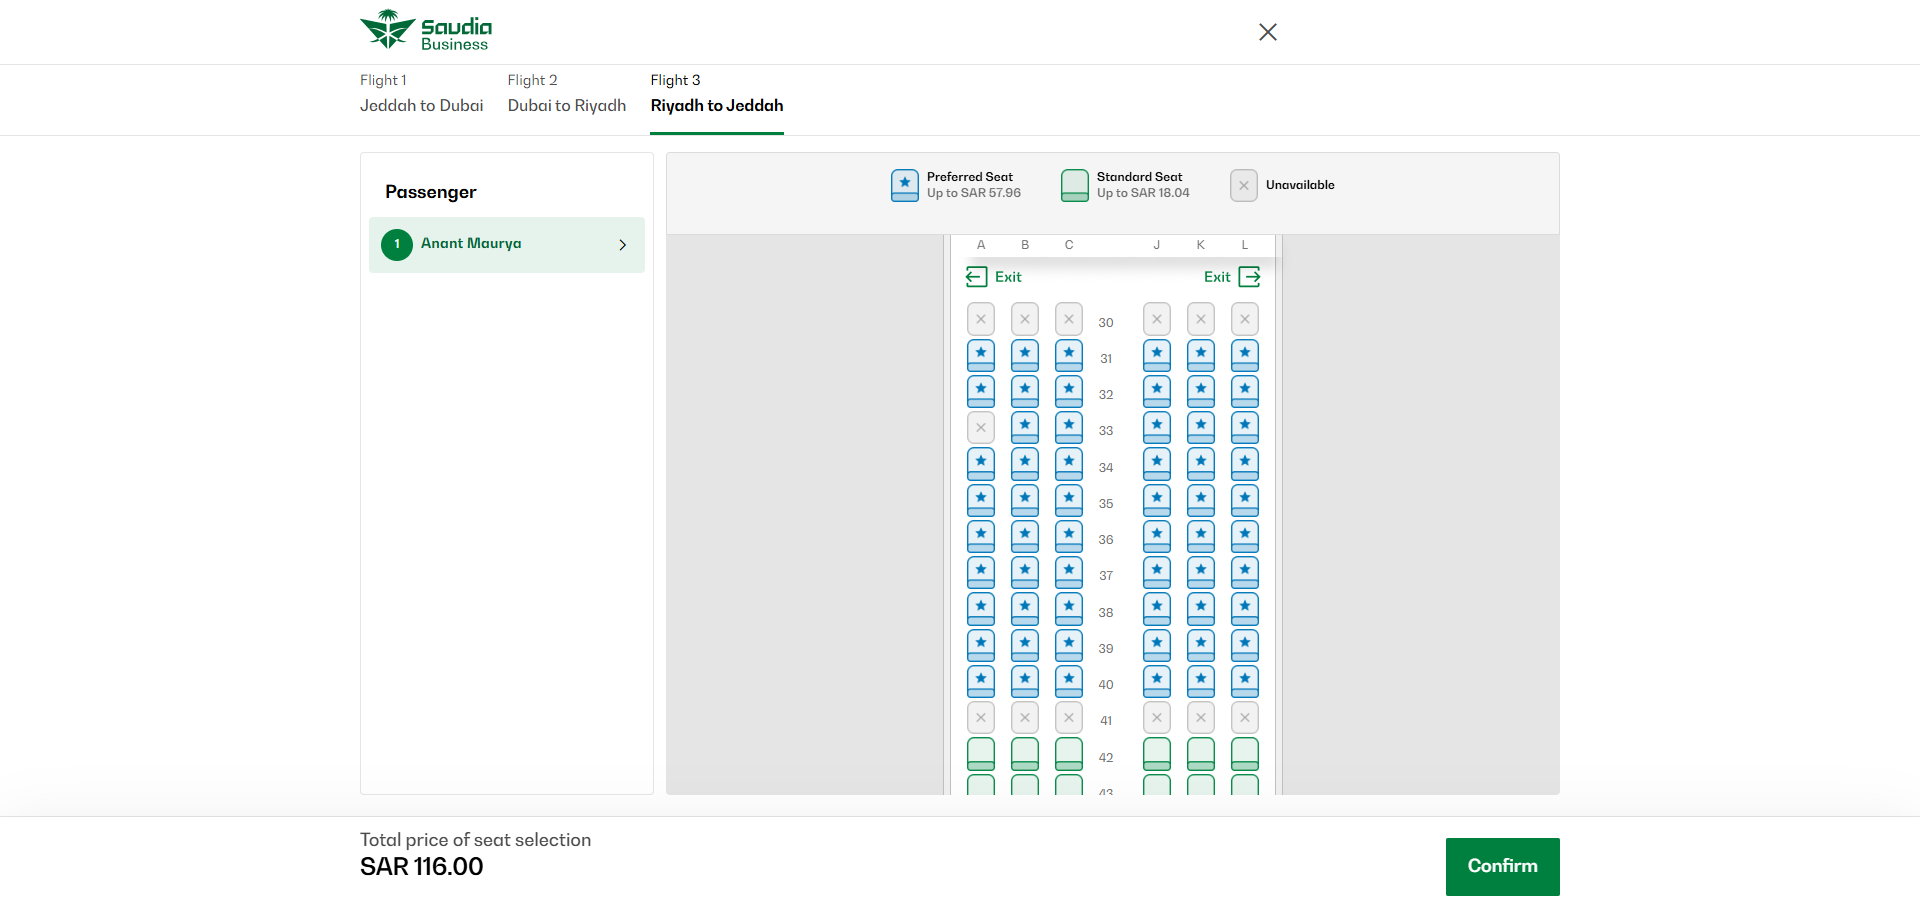 Saudia
Business
Flight 1
Jeddah to Dubai
Flight 2
Dubai to Riyadh
Flight 3
Riyadh to Jeddah
Passenger
1 Anant Maurya
Preferred Seat
Up to SAR 57.96
Standard Seat
Up to SAR 18.04
Unavailable
A B C J K L
Exit Exit
30
31
32
33
34
35
36
37
38
39
40
41
42
43
Total price of seat selection
SAR 116.00
Confirm